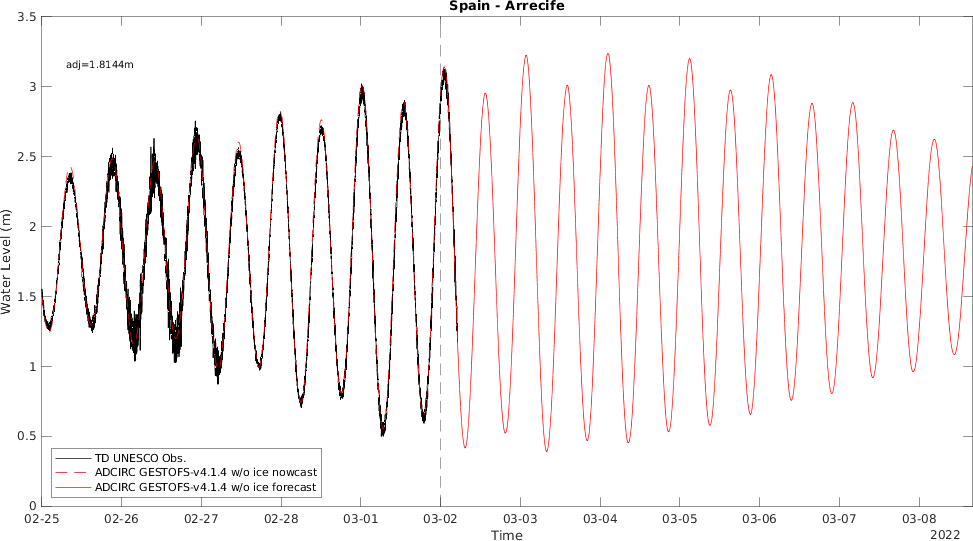 Spain - Arrecife
adj=1.8144m
Water Level (m)
3.5
3
2.5
2
1.5
1
0.5
0
TD UNESCO Obs.
ADCIRC GESTOFS-v4.1.4 w/o ice nowcast
ADCIRC GESTOFS-v4.1.4 w/o ice forecast
02-25 02-26 02-27 02-28 03-01 03-02 03-03 03-04 03-05 03-06 03-07 03-08
2022
Time